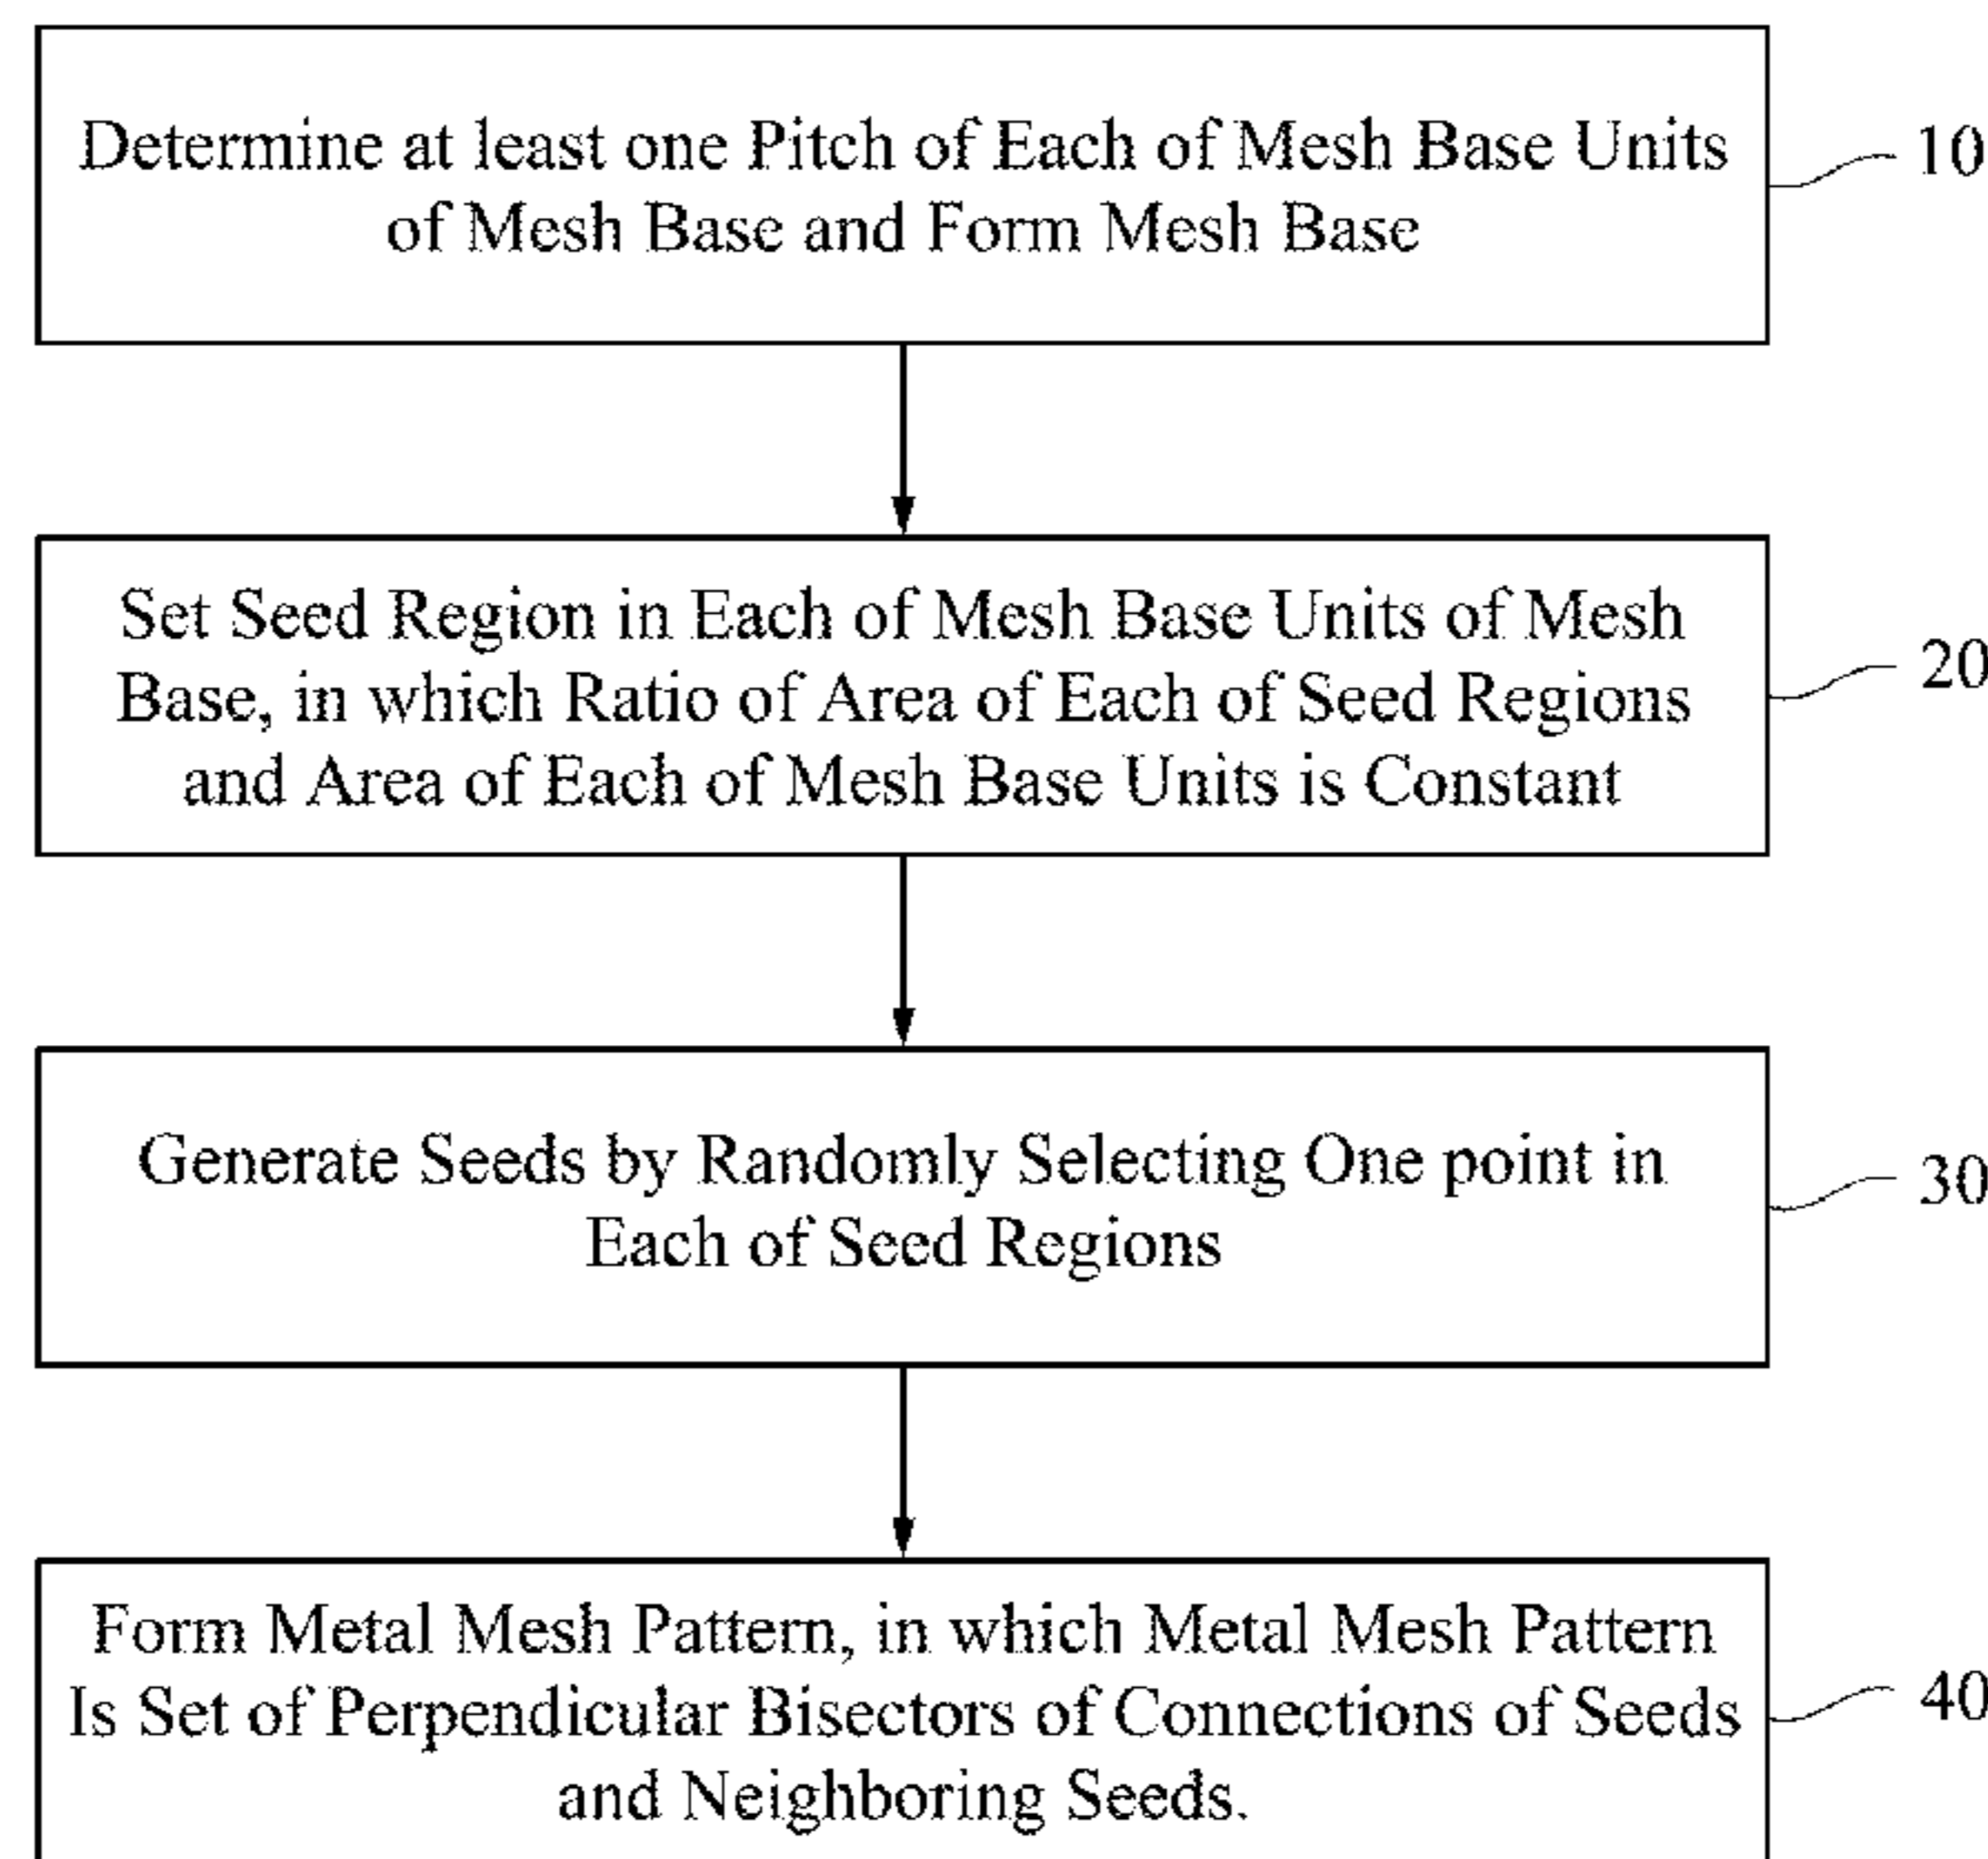 Determine at least one Pitch of Each of Mesh Base Units
of Mesh Base and Form Mesh Base
10
Set Seed Region in Each of Mesh Base Units of Mesh
Base, in which Ratio of Area of Each of Seed Regions
and Area of Each of Mesh Base Units is Constant
20
Generate Seeds by Randomly Selecting One point in
Each of Seed Regions
30
Form Metal Mesh Pattern, in which Metal Mesh Pattern
Is Set of Perpendicular Bisectors of Connections of Seeds
and Neighboring Seeds.
40